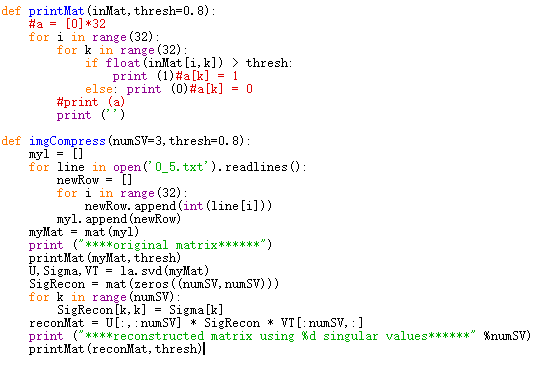 def printMat(inMat,thresh=0.8):
    #a = [0]*32
    for i in range(32):
        for k in range(32):
            if float(inMat[i,k]) > thresh:
                print (1)#a[k] = 1
            else: print (0)#a[k] = 0
        #print (a)
        print ('')

def imgCompress(numSV=3,thresh=0.8):
    myl = []
    for line in open('0_5.txt').readlines():
        newRow = []
        for i in range(32):
            newRow.append(int(line[i]))
        myl.append(newRow)
    myMat = mat(myl)
    print ("****original matrix******")
    printMat(myMat,thresh)
    U,Sigma,VT = la.svd(myMat)
    SigRecon = mat(zeros((numSV,numSV)))
    for k in range(numSV):
        SigRecon[k,k] = Sigma[k]
    reconMat = U[:,:numSV] * SigRecon * VT[:numSV,:]
    print ("****reconstructed matrix using %d singular values******" %numSV)
    printMat(reconMat,thresh)